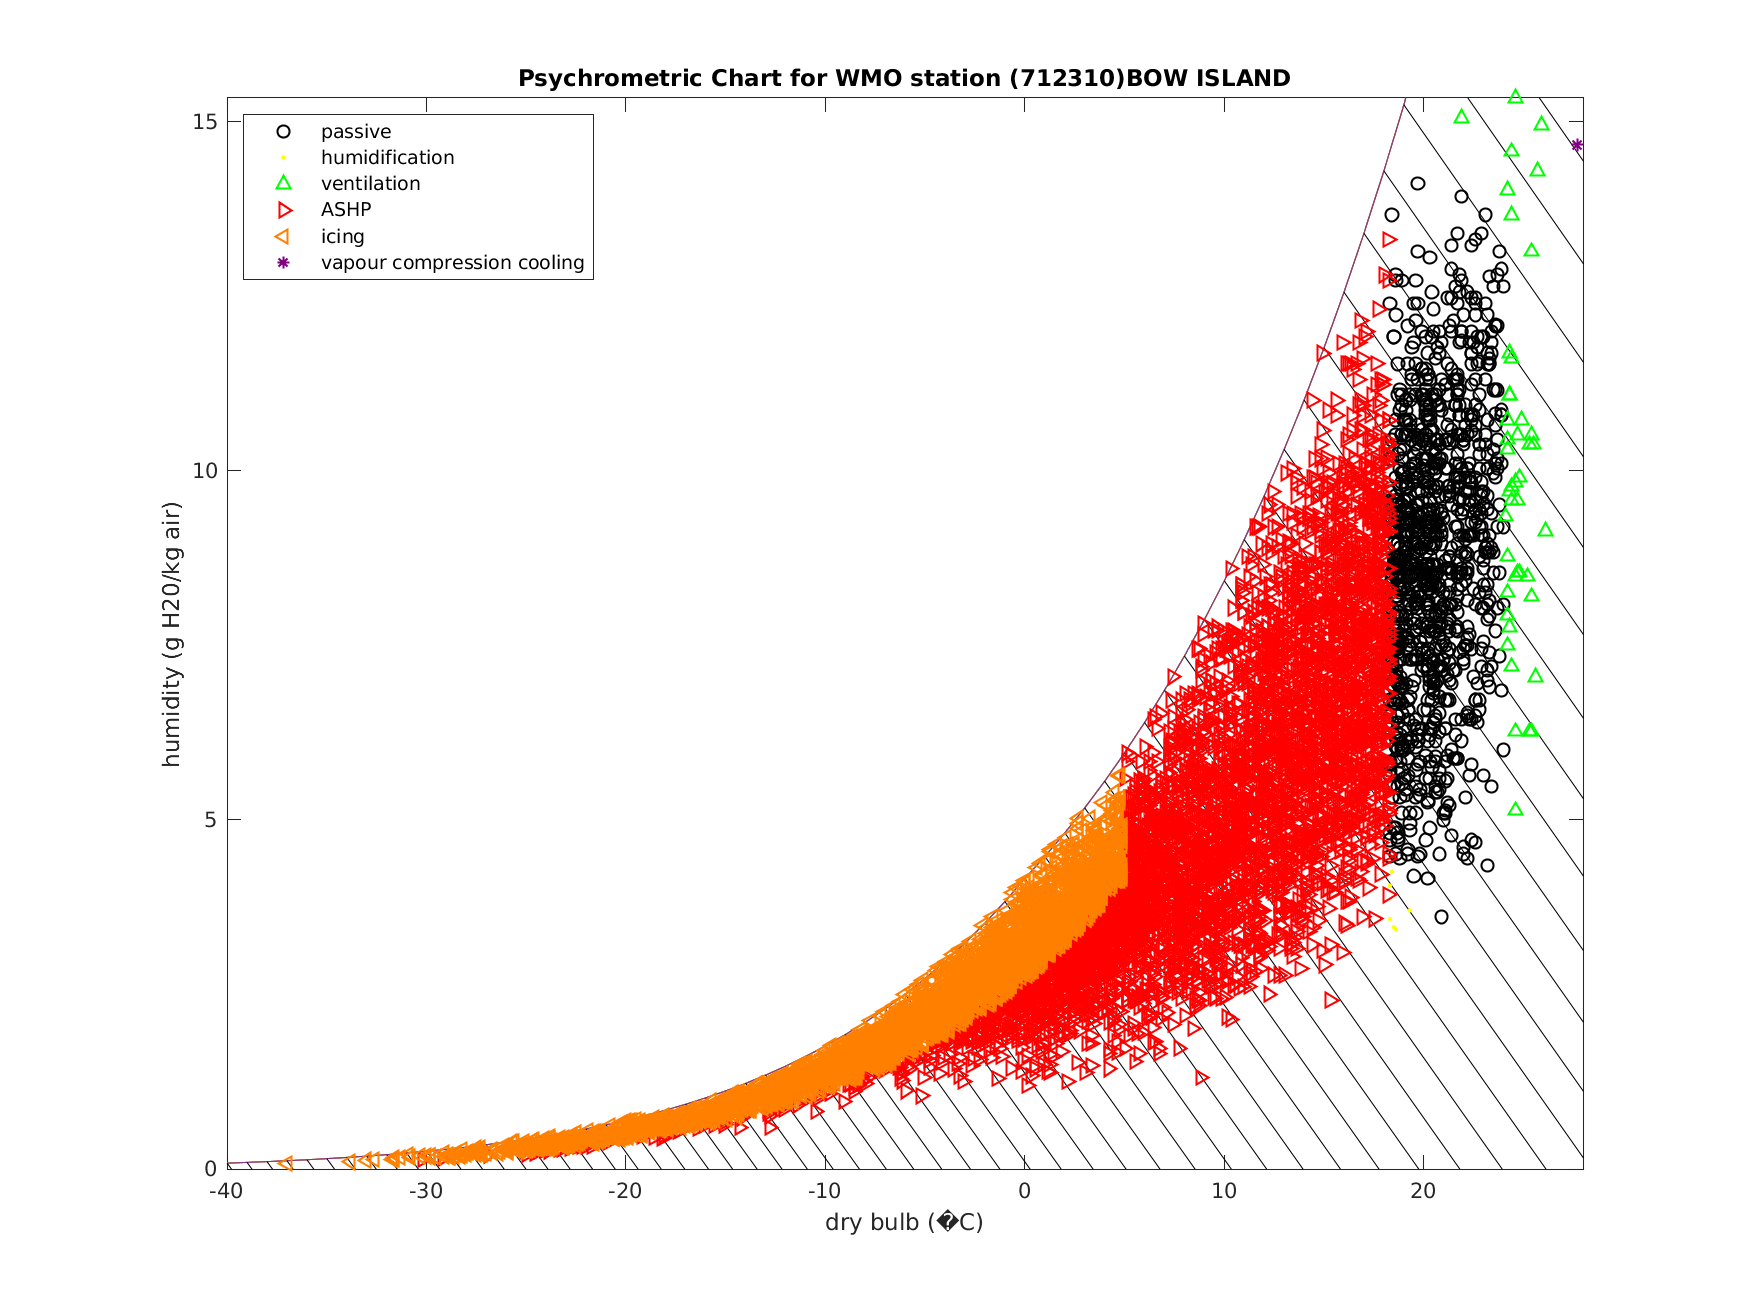 Psychrometric Chart for WMO station (712310)BOW ISLAND
passive
humidification
ventilation
ASHP
icing
vapour compression cooling
humidity (g H20/kg air)
15
10
5
0
-40 -30 -20 -10 0 10 20
dry bulb (�C)